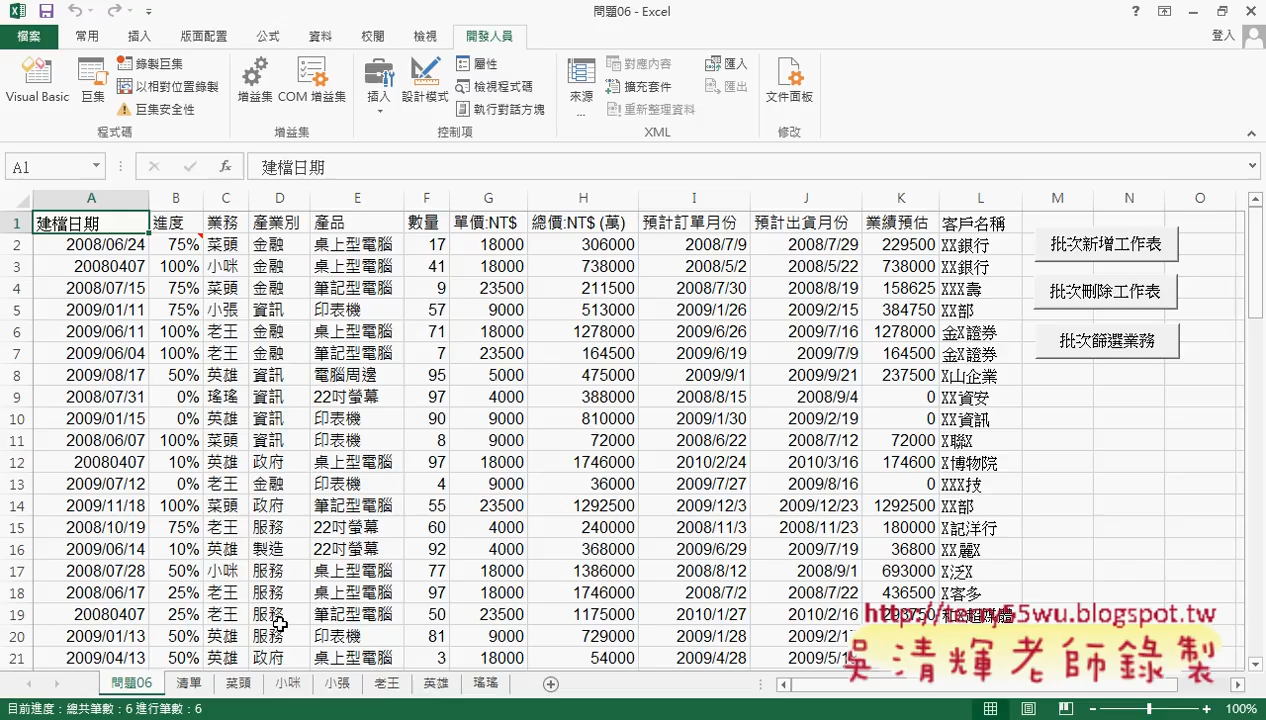 問題06 - Excel
檔案 常用 插入 版面配置 公式 資料 校閱 檢視 開發人員 登入
Visual Basic 巨集 錄製巨集 以相對位置錄製 巨集安全性 增益集 COM 增益集 插入 設計模式 屬性 檢視程式碼 執行對話方塊 來源 ... 對應內容 擴充套件 重新整理資料 匯入 匯出 文件面板
程式碼 增益集 控制項 XML 修改
A1 fx 建檔日期
A B C D E F G H I J K L M N O
1 建檔日期 進度 業務 產業別 產品 數量 單價:NT$ 總價:NT$ (萬) 預計訂單月份 預計出貨月份 業績預估 客戶名稱
2 2008/06/24 75% 菜頭 金融 桌上型電腦 17 18000 306000 2008/7/9 2008/7/29 229500 XX銀行 批次新增工作表
3 20080407 100% 小咪 金融 桌上型電腦 41 18000 738000 2008/5/2 2008/5/22 738000 XX銀行
4 2008/07/15 75% 菜頭 金融 筆記型電腦 9 23500 211500 2008/7/30 2008/8/19 158625 XXX壽 批次刪除工作表
5 2009/01/11 75% 小張 資訊 印表機 57 9000 513000 2009/1/26 2009/2/15 384750 XX部
6 2009/06/11 100% 老王 金融 桌上型電腦 71 18000 1278000 2009/6/26 2009/7/16 1278000 金X證券 批次篩選業務
7 2009/06/04 100% 老王 金融 筆記型電腦 7 23500 164500 2009/6/19 2009/7/9 164500 金X證券
8 2009/08/17 50% 英雄 資訊 電腦周邊 95 5000 475000 2009/9/1 2009/9/21 237500 X山企業
9 2008/07/31 0% 瑤瑤 資訊 22吋螢幕 97 4000 388000 2008/8/15 2008/9/4 0 XX資安
10 2009/01/15 0% 英雄 資訊 印表機 90 9000 810000 2009/1/30 2009/2/19 0 XX資訊
11 2008/06/07 100% 菜頭 資訊 印表機 8 9000 72000 2008/6/22 2008/7/12 72000 X聯X
12 20080407 10% 英雄 政府 桌上型電腦 97 18000 1746000 2010/2/24 2010/3/16 174600 X博物院
13 2009/07/12 0% 老王 金融 印表機 4 9000 36000 2009/7/27 2009/8/16 0 XXX技
14 2009/11/18 100% 菜頭 政府 筆記型電腦 55 23500 1292500 2009/12/3 2009/12/23 1292500 XX部
15 2008/10/19 75% 老王 服務 22吋螢幕 60 4000 240000 2008/11/3 2008/11/23 180000 X記洋行
16 2009/06/14 10% 英雄 製造 22吋螢幕 92 4000 368000 2009/6/29 2009/7/19 36800 XX麗X
17 2008/07/28 50% 小咪 服務 桌上型電腦 77 18000 1386000 2008/8/12 2008/9/1 693000 X泛X
18 2008/06/17 25% 老王 服務 桌上型電腦 97 18000 1746000 2008/7/2 2008/7/22 436500 X客多
19 20080407 25% 老王 服務 筆記型電腦 50 23500 1175000 2010/1/27 2010/2/16 293750
http://terry55wu.blogspot.tw
20 2009/01/13 50% 英雄 服務 印表機 81 9000 729000 2009/1/28
21 2009/04/13 50% 英雄 政府 桌上型電腦 3 18000 54000 2009/4/28
吳清輝老師錄製
問題06 清單 菜頭 小咪 小張 老王 英雄 瑤瑤
目前進度：總共筆數：6 進行筆數：6 100%